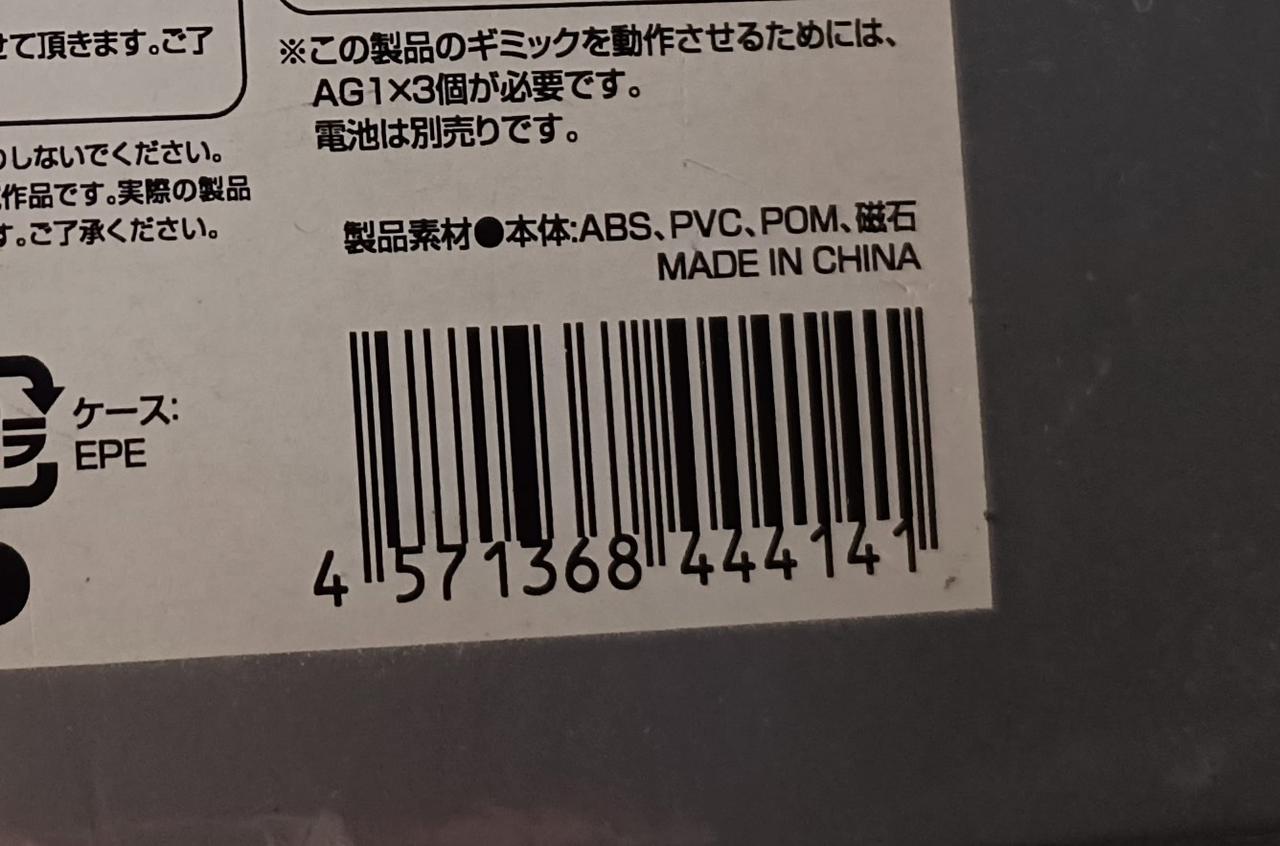 せて頂きます。ご了
※この製品のギミックを動作させるためには、
AG1×3個が必要です。
電池は別売りです。
しないでください。
作品です。実際の製品
す。ご了承ください。
製品素材●本体:ABS、PVC、POM、磁石
MADE IN CHINA
ケース:
EPE
4 571368 444141